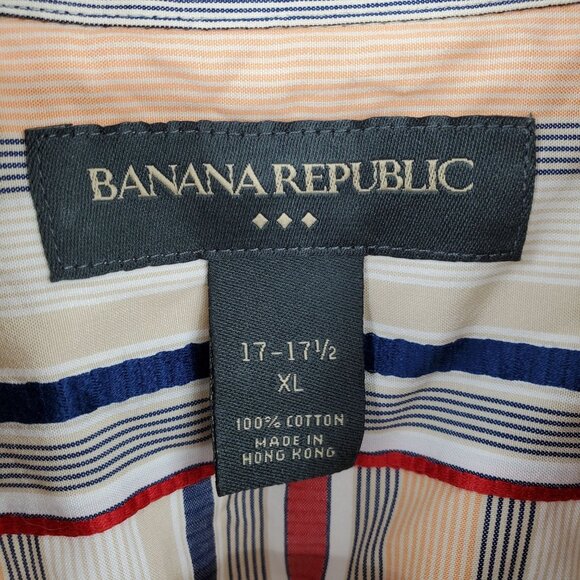 BANANA REPUBLIC
17-17½
XL
100% COTTON
MADE IN
HONG KONG